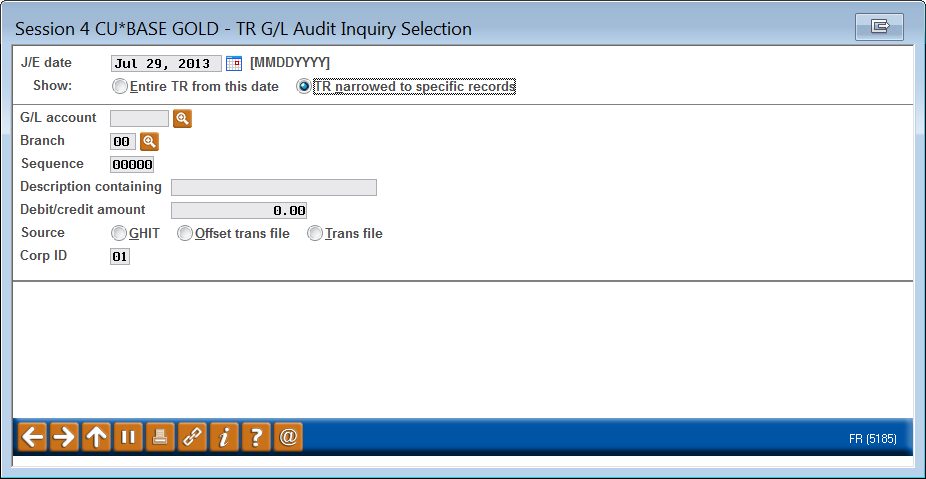 Session 4 CU*BASE GOLD - TR G/L Audit Inquiry Selection
J/E date Jul 29, 2013 [MMDDYYYY]
Show: Entire TR from this date TR narrowed to specific records
G/L account
Branch 00
Sequence 00000
Description containing
Debit/credit amount 0.00
Source GHIT Offset trans file Trans file
Corp ID 01
i ? @ FR (5185)